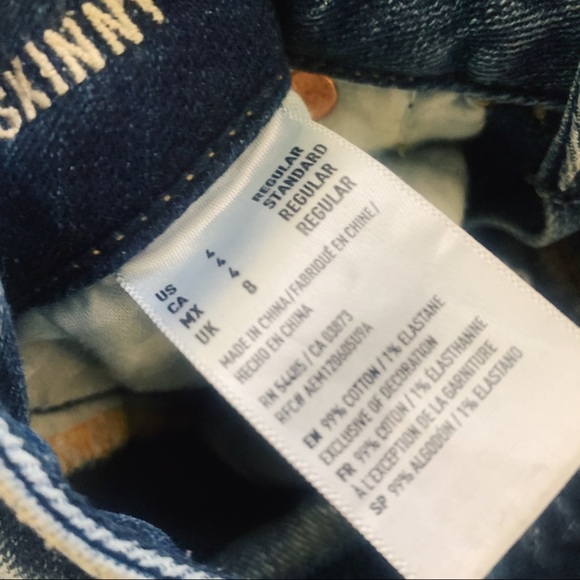 SKINNY
US 4 REGULAR
CA 4 STANDARD
MX 4 REGULAR
UK 8 REGULAR
MADE IN CHINA/FABRIQUÉ EN CHINE/
HECHO EN CHINA
RN 54485 / CA 03873
RFC# AEM120605U9A
EN 99% COTTON / 1% ELASTANE
EXCLUSIVE OF DECORATION
FR 99% COTON / 1% ÉLASTHANNE
À L'EXCEPTION DE LA GARNITURE
SP 99% ALGODÓN / 1% ELASTANO